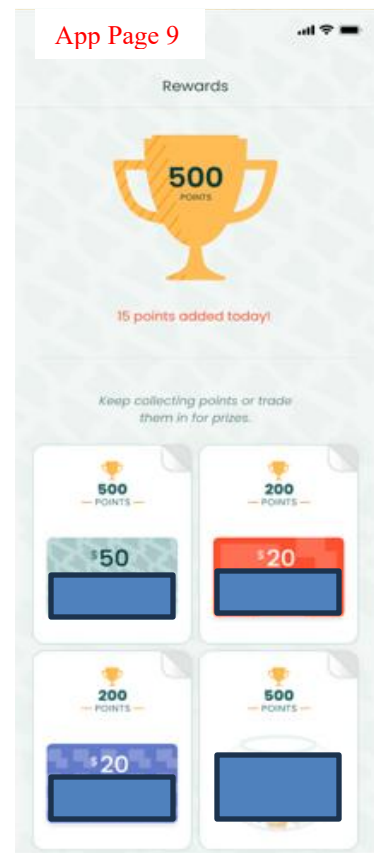 App Page 9
Rewards
500
POINTS
15 points added today!
Keep collecting points or trade
them in for prizes.
500
— POINTS —
200
— POINTS —
$50
$20
200
— POINTS —
500
— POINTS —
$20